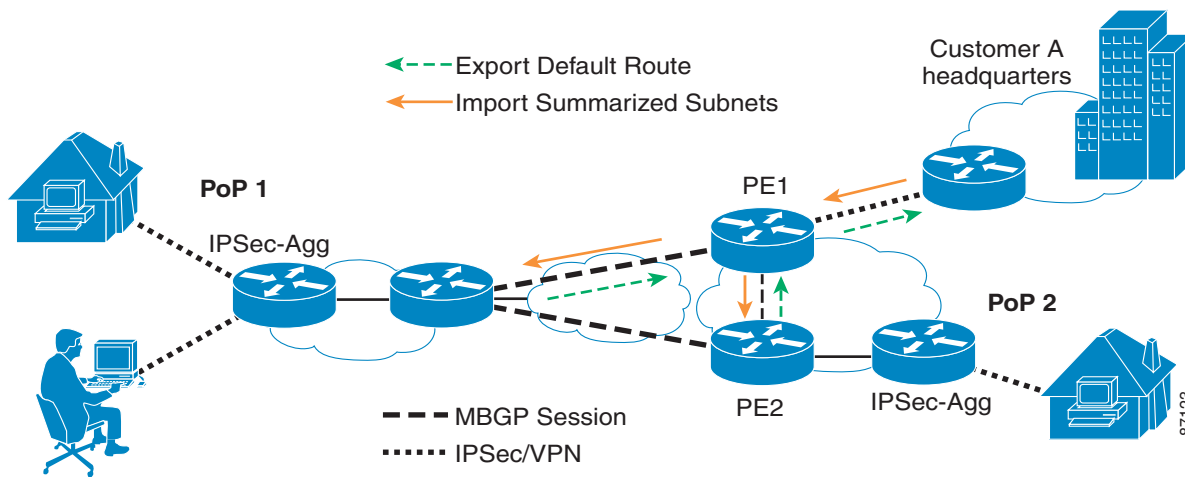 Export Default Route
Import Summarized Subnets
Customer A
headquarters
PoP 1
PE1
IPSec-Agg
PoP 2
PE2
IPSec-Agg
MBGP Session
IPSec/VPN